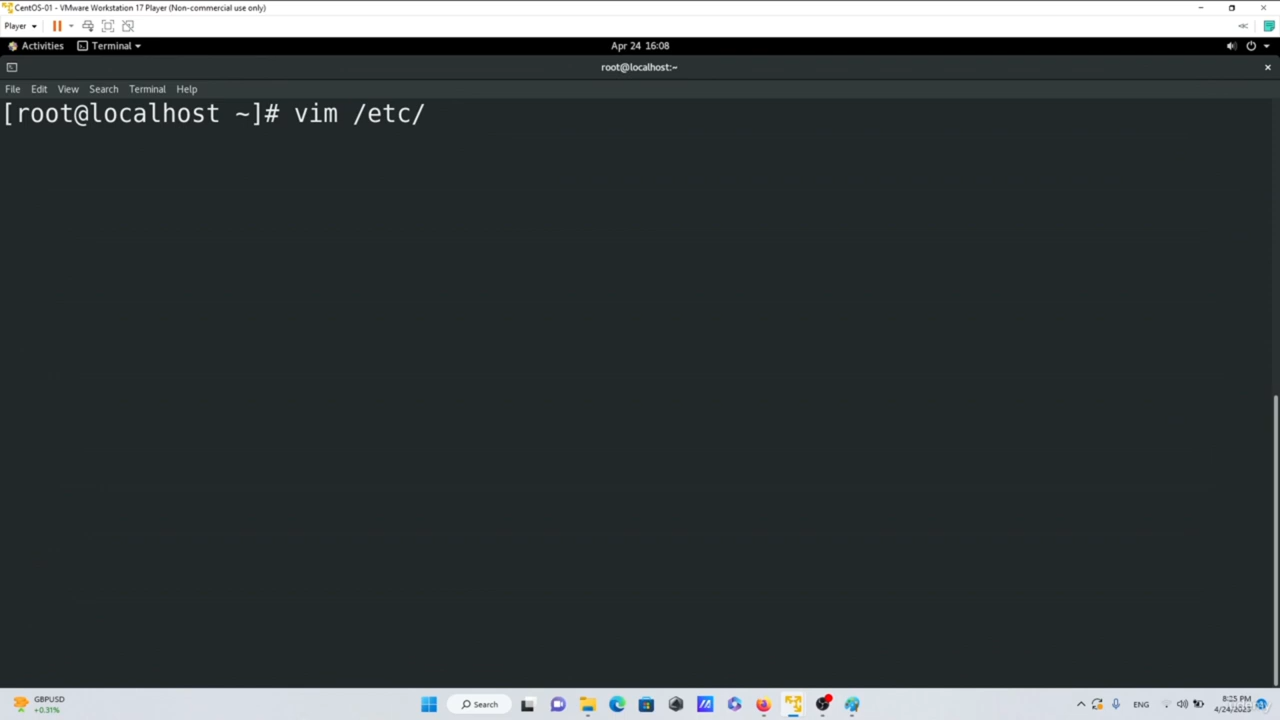 CentOS-01 - VMware Workstation 17 Player (Non-commercial use only)
Player
Activities Terminal Apr 24 16:08
root@localhost:~
File Edit View Search Terminal Help
[root@localhost ~]# vim /etc/
GBPUSD
+0.31%
Search
ENG
8:25 PM
4/24/2023